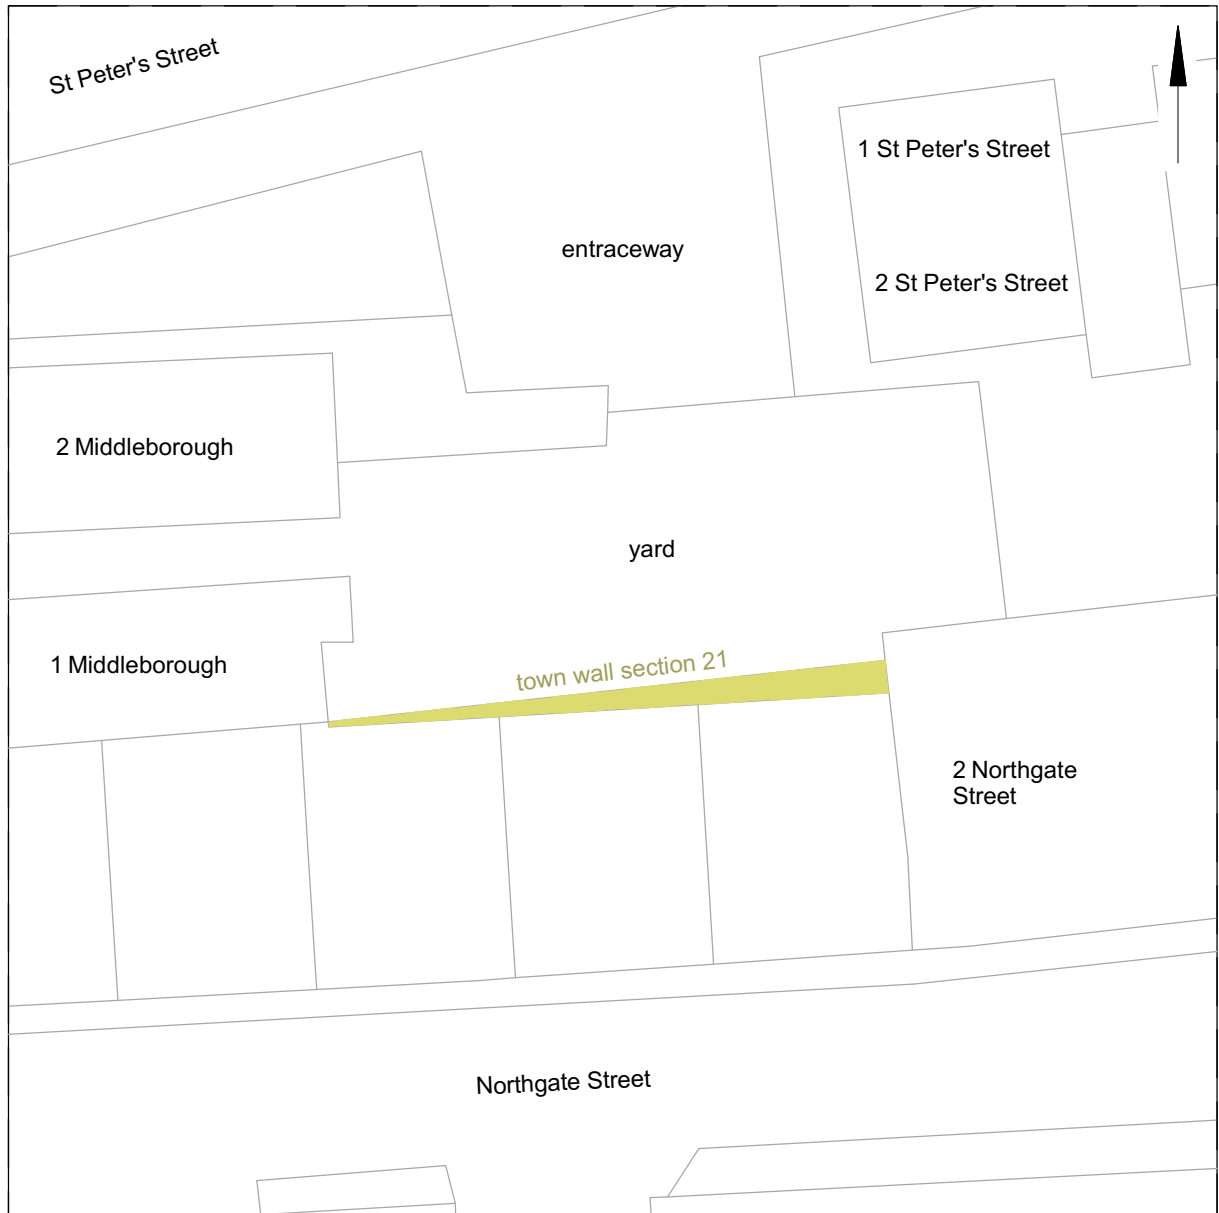 St Peter's Street
1 St Peter's Street
entraceway
2 St Peter's Street
2 Middleborough
yard
1 Middleborough
town wall section 21
2 Northgate
Street
Northgate Street